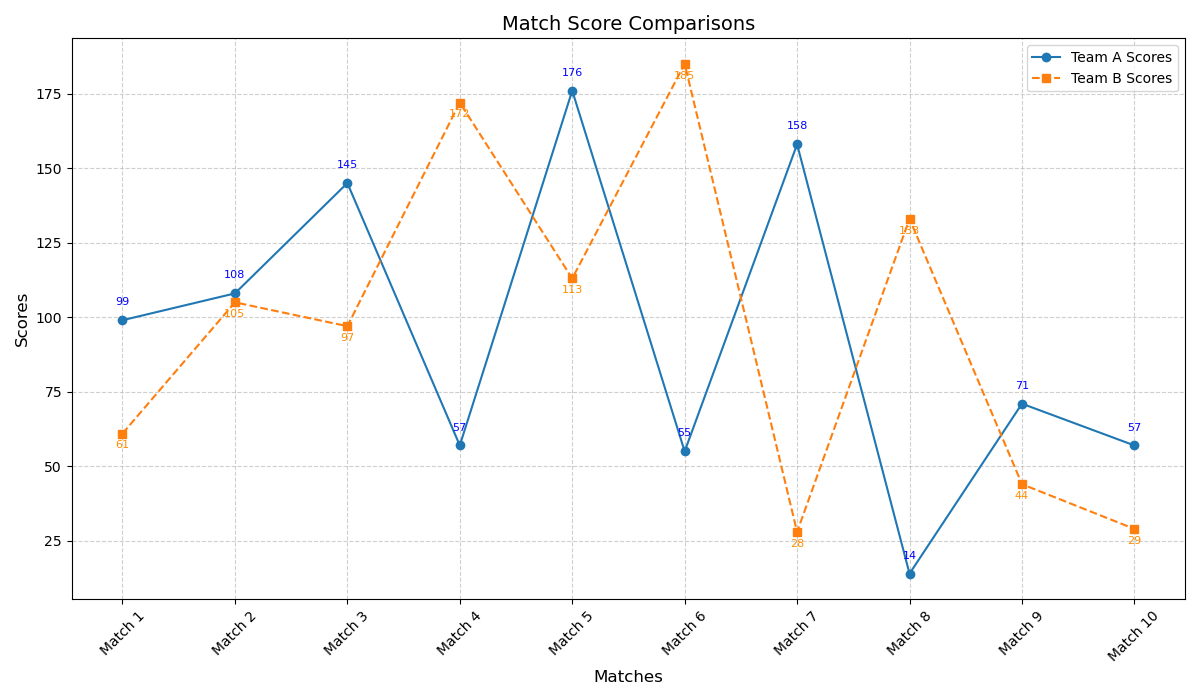 Match Score Comparisons
Team A Scores
Team B Scores
Scores
175
150
125
100
75
50
25
99
108
145
57
176
55
158
14
71
57
61
105
97
172
113
185
28
133
44
29
Match 1
Match 2
Match 3
Match 4
Match 5
Match 6
Match 7
Match 8
Match 9
Match 10
Matches